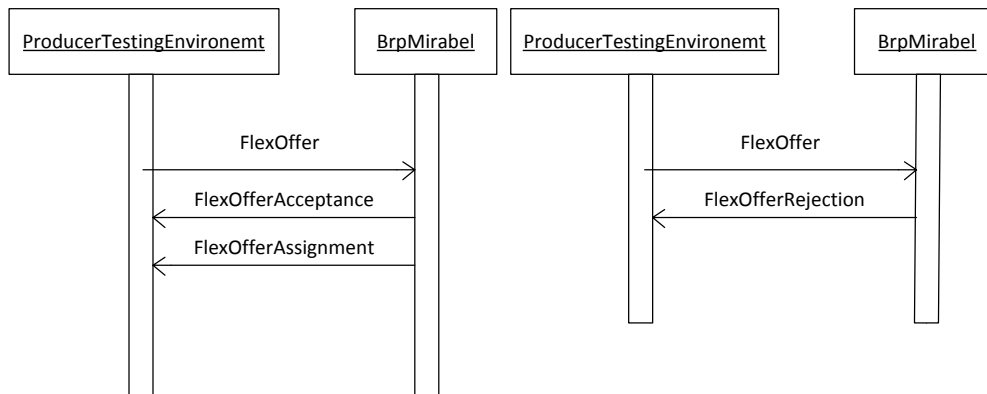 ProducerTestingEnvironemt
BrpMirabel
FlexOffer
FlexOfferAcceptance
FlexOfferAssignment
ProducerTestingEnvironemt
BrpMirabel
FlexOffer
FlexOfferRejection